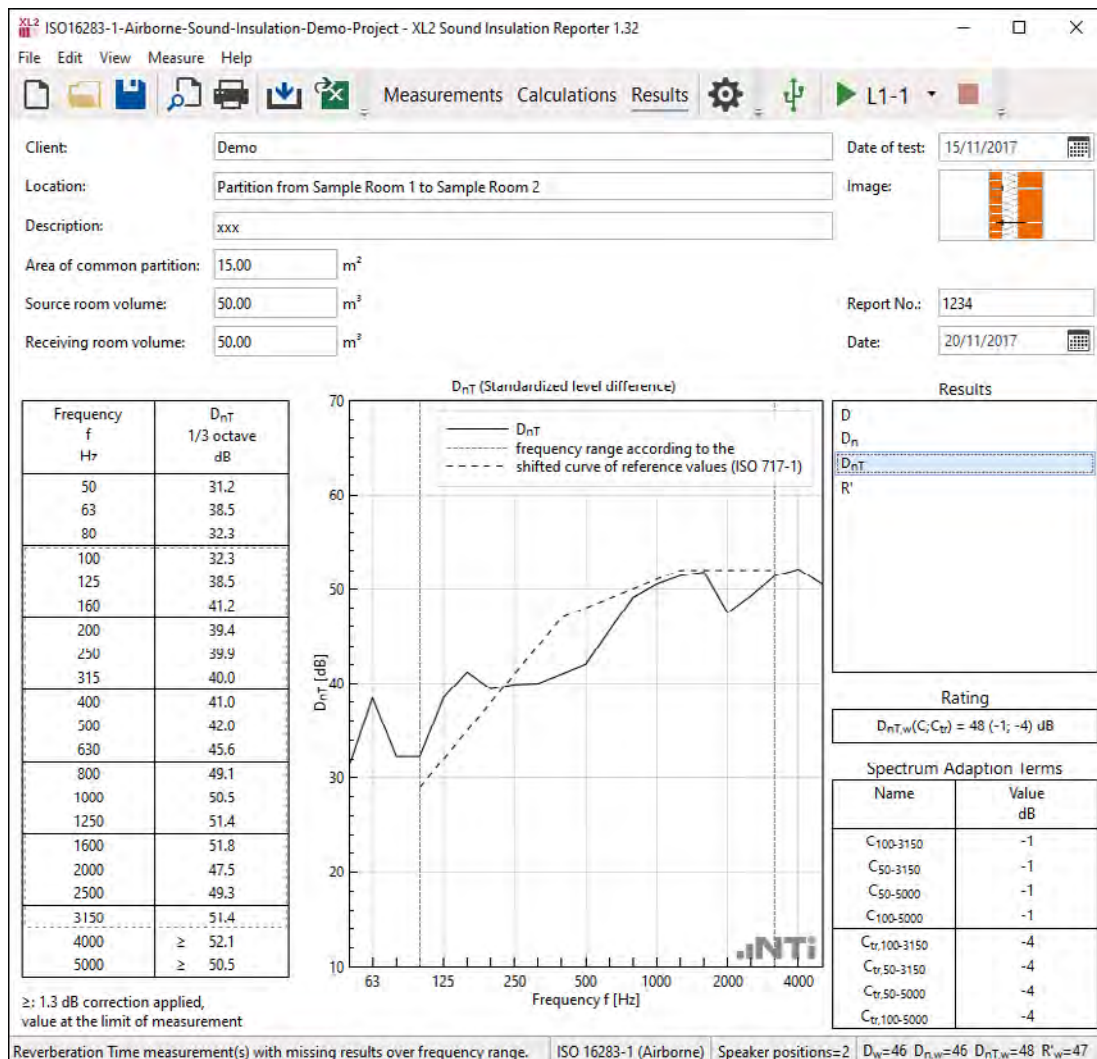 XL2 ISO16283-1-Airborne-Sound-Insulation-Demo-Project - XL2 Sound Insulation Reporter 1.32
File Edit View Measure Help
Measurements Calculations Results L1-1
Client: Demo Date of test: 15/11/2017
Location: Partition from Sample Room 1 to Sample Room 2 Image:
Description: xxx
Area of common partition: 15.00 m²
Source room volume: 50.00 m³ Report No.: 1234
Receiving room volume: 50.00 m³ Date: 20/11/2017
Frequency DnT
f 1/3 octave
Hz dB
50 31.2
63 38.5
80 32.3
100 32.3
125 38.5
160 41.2
200 39.4
250 39.9
315 40.0
400 41.0
500 42.0
630 45.6
800 49.1
1000 50.5
1250 51.4
1600 51.8
2000 47.5
2500 49.3
3150 51.4
4000 ≥ 52.1
5000 ≥ 50.5
≥: 1.3 dB correction applied,
value at the limit of measurement
DnT (Standardized level difference)
DnT
frequency range according to the
shifted curve of reference values (ISO 717-1)
70
60
50
40
30
20
10
DnT [dB]
NTi
63 125 250 500 1000 2000 4000
Frequency f [Hz]
Results
D
Dn
DnT
R'
Rating
DnT,w(C;Ctr) = 48 (-1; -4) dB
Spectrum Adaption Terms
Name Value
dB
C100-3150 -1
C50-3150 -1
C50-5000 -1
C100-5000 -1
Ctr,100-3150 -4
Ctr,50-3150 -4
Ctr,50-5000 -4
Ctr,100-5000 -4
Reverberation Time measurement(s) with missing results over frequency range. ISO 16283-1 (Airborne) Speaker positions=2 Dw=46 Dn,w=46 DnT,w=48 R'w=47